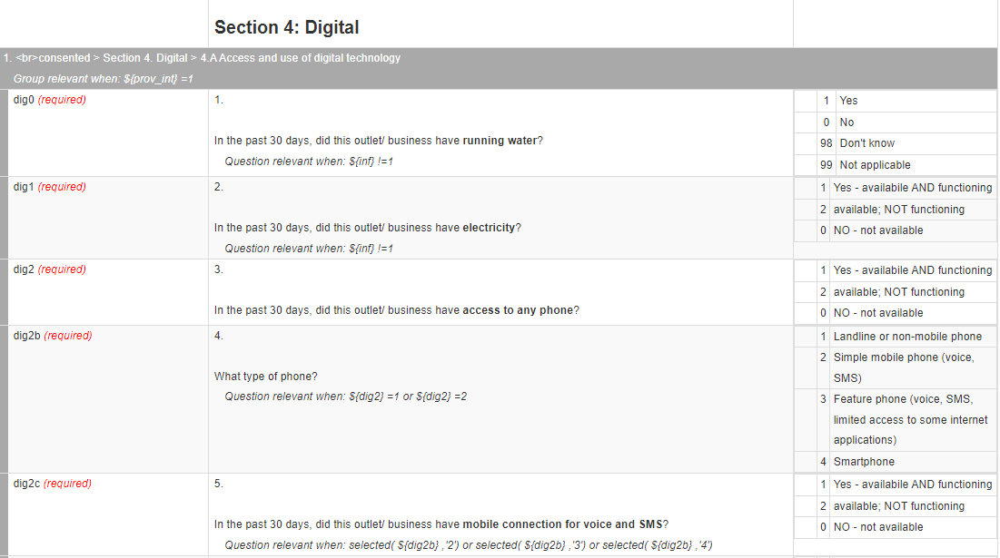 Section 4: Digital
1. <br>consented > Section 4. Digital > 4.A Access and use of digital technology
Group relevant when: ${prov_int} =1
dig0 (required)
1.
In the past 30 days, did this outlet/ business have running water?
Question relevant when: ${inf} !=1
1 Yes
0 No
98 Don't know
99 Not applicable
dig1 (required)
2.
In the past 30 days, did this outlet/ business have electricity?
Question relevant when: ${inf} !=1
1 Yes - availabile AND functioning
2 available; NOT functioning
0 NO - not available
dig2 (required)
3.
In the past 30 days, did this outlet/ business have access to any phone?
1 Yes - availabile AND functioning
2 available; NOT functioning
0 NO - not available
dig2b (required)
4.
What type of phone?
Question relevant when: ${dig2} =1 or ${dig2} =2
1 Landline or non-mobile phone
2 Simple mobile phone (voice,
SMS)
3 Feature phone (voice, SMS,
limited access to some internet
applications)
4 Smartphone
dig2c (required)
5.
In the past 30 days, did this outlet/ business have mobile connection for voice and SMS?
Question relevant when: selected( ${dig2b} ,'2') or selected( ${dig2b} ,'3') or selected( ${dig2b} ,'4')
1 Yes - availabile AND functioning
2 available; NOT functioning
0 NO - not available